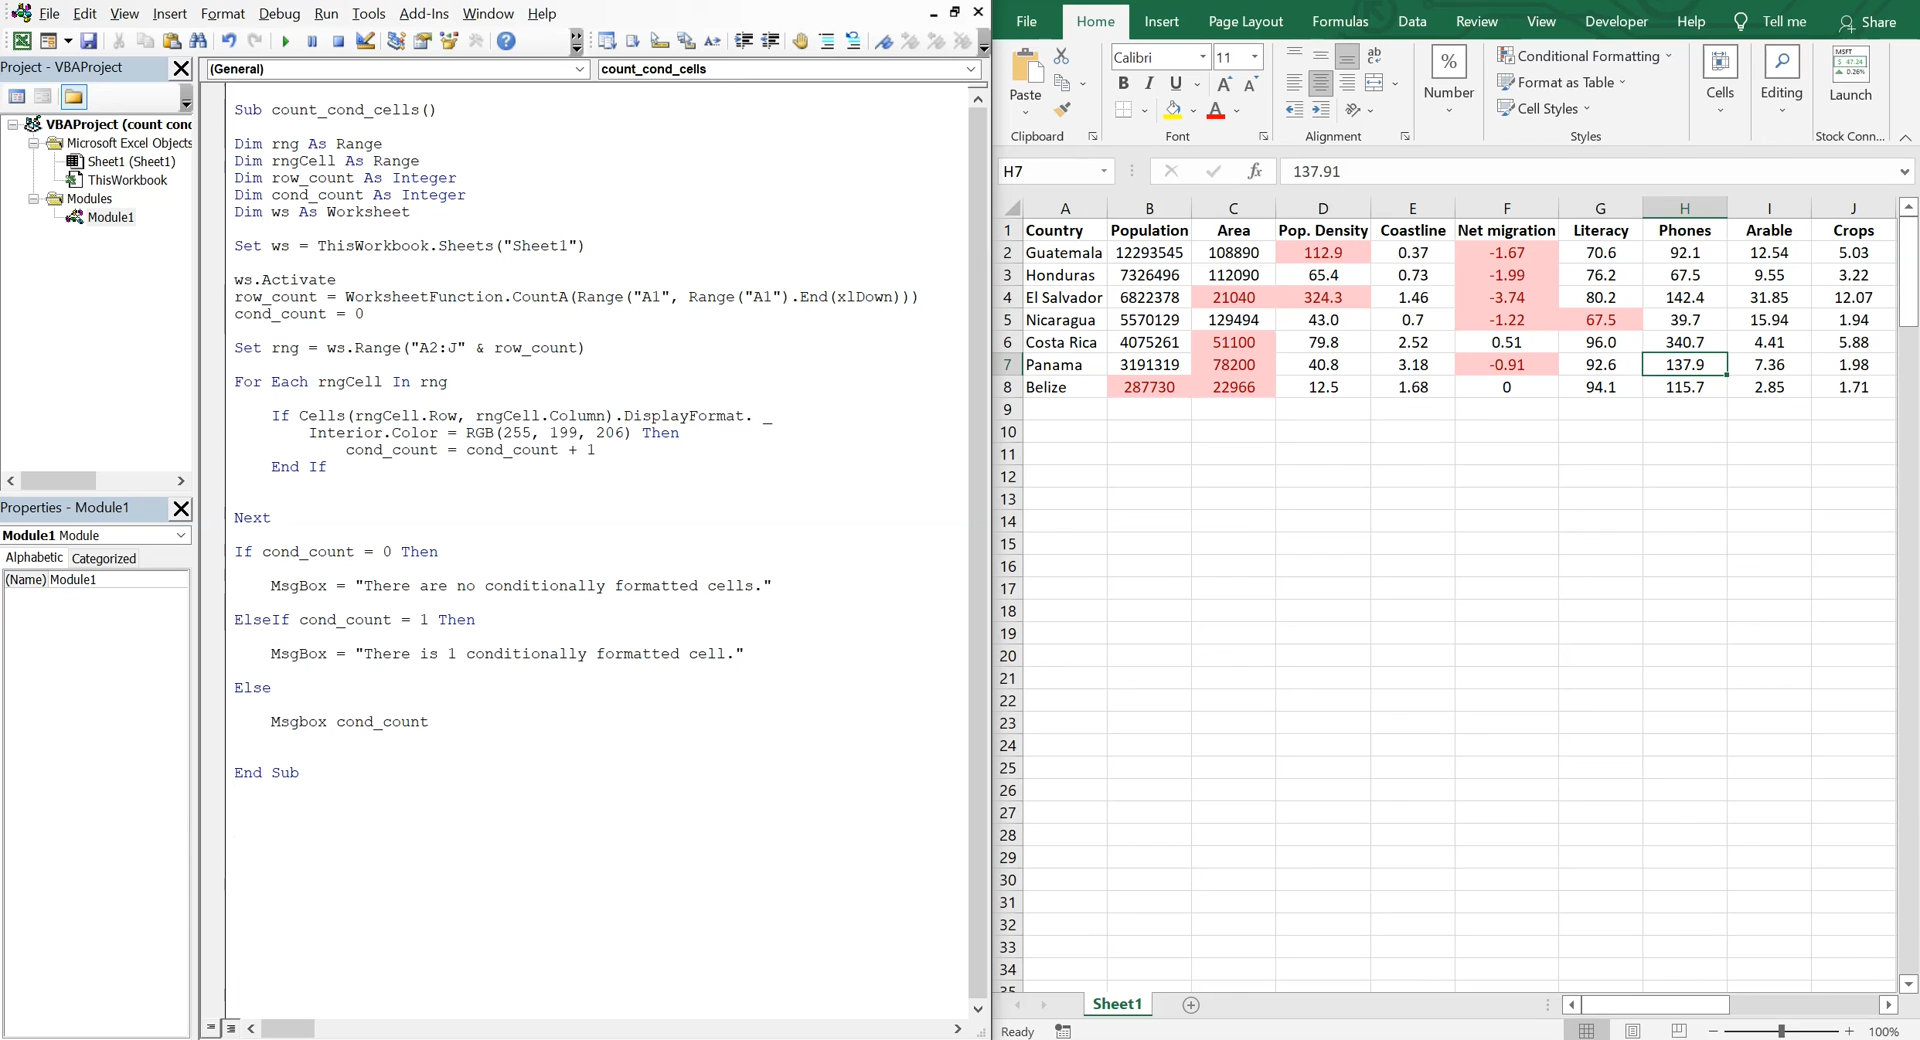 File Edit View Insert Format Debug Run Tools Add-Ins Window Help
Project - VBAProject
VBAProject (count cond
Microsoft Excel Objects
Sheet1 (Sheet1)
ThisWorkbook
Modules
Module1
Properties - Module1
Module1 Module
Alphabetic Categorized
(Name) Module1
(General) count_cond_cells
Sub count_cond_cells()
Dim rng As Range
Dim rngCell As Range
Dim row_count As Integer
Dim cond_count As Integer
Dim ws As Worksheet
Set ws = ThisWorkbook.Sheets("Sheet1")
ws.Activate
row_count = WorksheetFunction.CountA(Range("A1", Range("A1").End(xlDown)))
cond_count = 0
Set rng = ws.Range("A2:J" & row_count)
For Each rngCell In rng
If Cells(rngCell.Row, rngCell.Column).DisplayFormat. _
Interior.Color = RGB(255, 199, 206) Then
cond_count = cond_count + 1
End If
Next
If cond_count = 0 Then
MsgBox = "There are no conditionally formatted cells."
ElseIf cond_count = 1 Then
MsgBox = "There is 1 conditionally formatted cell."
Else
Msgbox cond_count
End Sub
File Home Insert Page Layout Formulas Data Review View Developer Help Tell me Share
Paste
Clipboard
Calibri 11
B I U
Font
ab
Alignment
%
Number
Conditional Formatting
Format as Table
Cell Styles
Styles
Cells
Editing
MSFT
47.24
0.26%
Launch
Stock Conn...
H7 fx 137.91
A B C D E F G H I J
1 Country Population Area Pop. Density Coastline Net migration Literacy Phones Arable Crops
2 Guatemala 12293545 108890 112.9 0.37 -1.67 70.6 92.1 12.54 5.03
3 Honduras 7326496 112090 65.4 0.73 -1.99 76.2 67.5 9.55 3.22
4 El Salvador 6822378 21040 324.3 1.46 -3.74 80.2 142.4 31.85 12.07
5 Nicaragua 5570129 129494 43.0 0.7 -1.22 67.5 39.7 15.94 1.94
6 Costa Rica 4075261 51100 79.8 2.52 0.51 96.0 340.7 4.41 5.88
7 Panama 3191319 78200 40.8 3.18 -0.91 92.6 137.9 7.36 1.98
8 Belize 287730 22966 12.5 1.68 0 94.1 115.7 2.85 1.71
9
10
11
12
13
14
15
16
17
18
19
20
21
22
23
24
25
26
27
28
29
30
31
32
33
34
35
Sheet1
Ready 100%